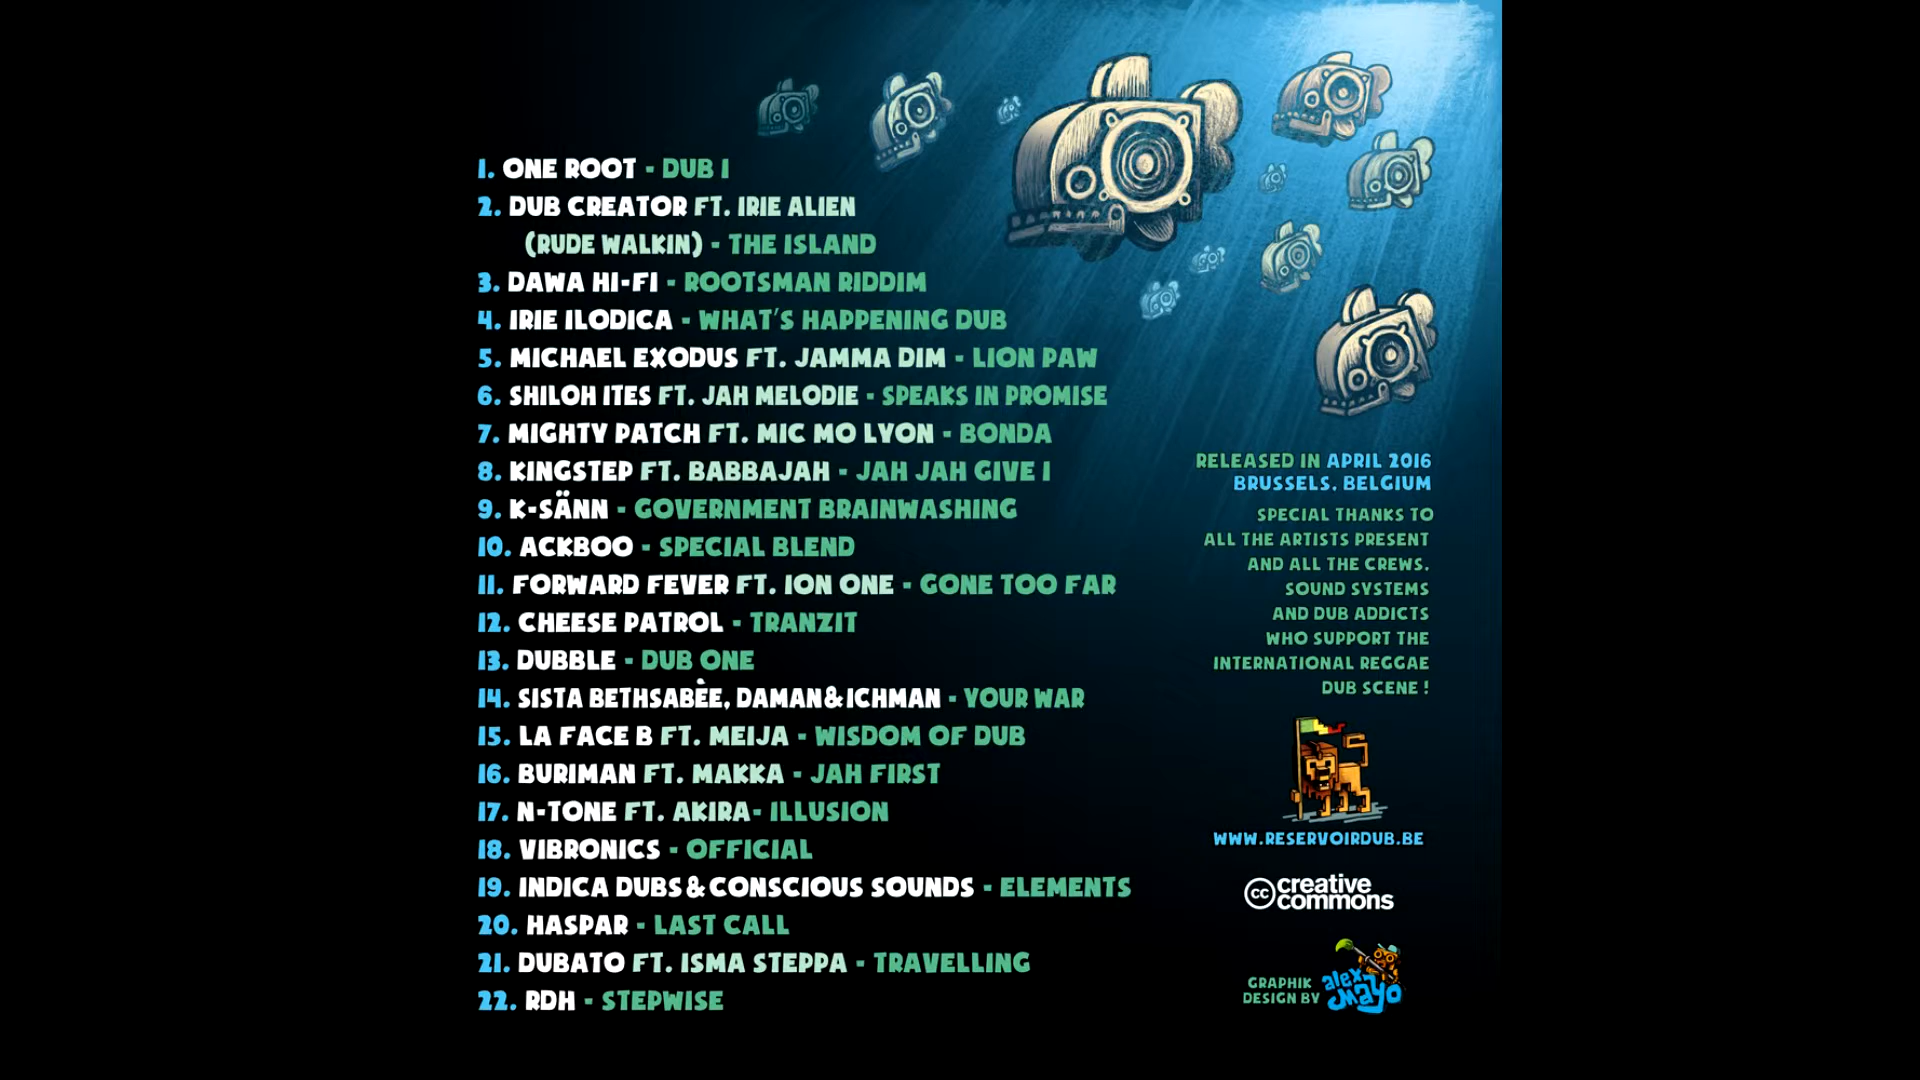 1. ONE ROOT - DUB I
2. DUB CREATOR FT. IRIE ALIEN
(RUDE WALKIN) - THE ISLAND
3. DAWA HI-FI - ROOTSMAN RIDDIM
4. IRIE ILODICA - WHAT'S HAPPENING DUB
5. MICHAEL EXODUS FT. JAMMA DIM - LION PAW
6. SHILOH ITES FT. JAH MELODIE - SPEAKS IN PROMISE
7. MIGHTY PATCH FT. MIC MO LYON - BONDA
8. KINGSTEP FT. BABBAJAH - JAH JAH GIVE I
9. K-SÄNN - GOVERNMENT BRAINWASHING
10. ACKBOO - SPECIAL BLEND
11. FORWARD FEVER FT. ION ONE - GONE TOO FAR
12. CHEESE PATROL - TRANZIT
13. DUBBLE - DUB ONE
14. SISTA BETHSABÈE, DAMAN & ICHMAN - YOUR WAR
15. LA FACE B FT. MEIJA - WISDOM OF DUB
16. BURIMAN FT. MAKKA - JAH FIRST
17. N-TONE FT. AKIRA- ILLUSION
18. VIBRONICS - OFFICIAL
19. INDICA DUBS & CONSCIOUS SOUNDS - ELEMENTS
20. HASPAR - LAST CALL
21. DUBATO FT. ISMA STEPPA - TRAVELLING
22. RDH - STEPWISE
RELEASED IN APRIL 2016
BRUSSELS, BELGIUM
SPECIAL THANKS TO
ALL THE ARTISTS PRESENT
AND ALL THE CREWS,
SOUND SYSTEMS
AND DUB ADDICTS
WHO SUPPORT THE
INTERNATIONAL REGGAE
DUB SCENE !
WWW.RESERVOIRDUB.BE
cc creative
commons
GRAPHIK
DESIGN BY
alex
mayo